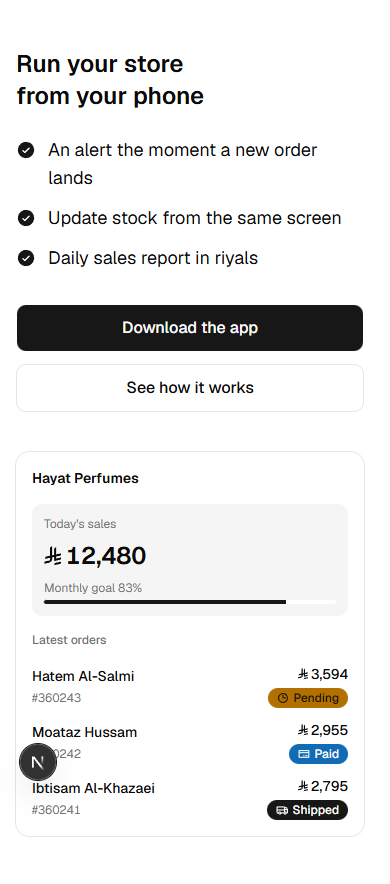 Run your store
from your phone
An alert the moment a new order
lands
Update stock from the same screen
Daily sales report in riyals
Download the app
See how it works
Hayat Perfumes
Today's sales
⃁ 12,480
Monthly goal 83%
Latest orders
Hatem Al-Salmi
⃁ 3,594
#360243
Pending
Moataz Hussam
⃁ 2,955
0242
Paid
N
Ibtisam Al-Khazaei
⃁ 2,795
#360241
Shipped